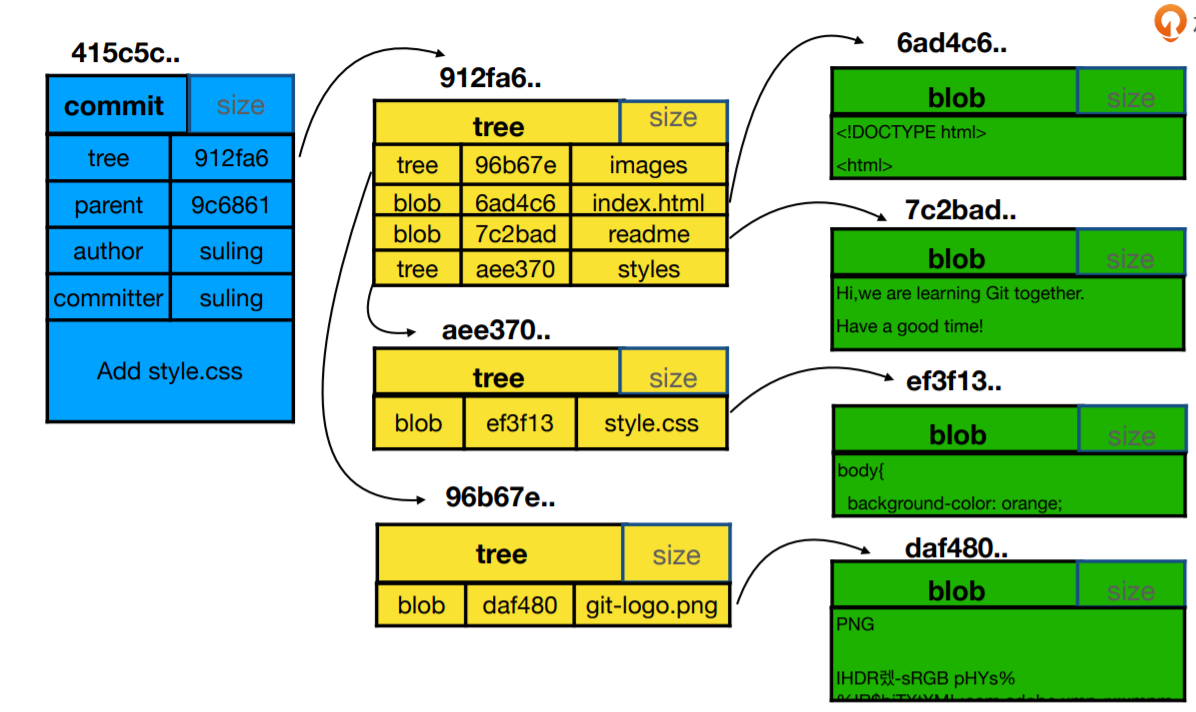 415c5c..
commit size
tree 912fa6
parent 9c6861
author suling
committer suling
Add style.css
912fa6..
tree size
tree 96b67e images
blob 6ad4c6 index.html
blob 7c2bad readme
tree aee370 styles
aee370..
tree size
blob ef3f13 style.css
96b67e..
tree size
blob daf480 git-logo.png
6ad4c6..
blob size
<!DOCTYPE html>
<html>
7c2bad..
blob size
Hi,we are learning Git together.
Have a good time!
ef3f13..
blob size
body{
background-color: orange;
daf480..
blob size
PNG
IHDR렜-sRGB pHYs%